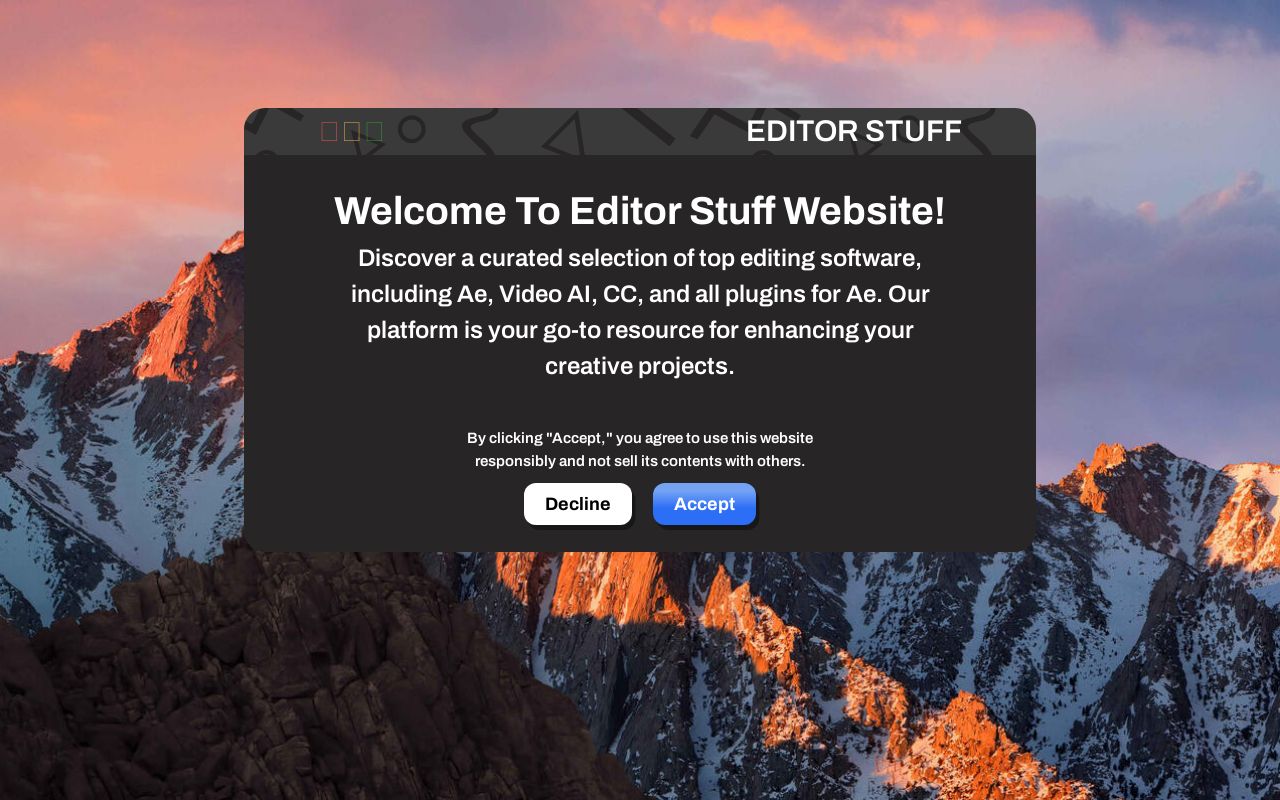 EDITOR STUFF
Welcome To Editor Stuff Website!
Discover a curated selection of top editing software,
including Ae, Video AI, CC, and all plugins for Ae. Our
platform is your go-to resource for enhancing your
creative projects.
By clicking "Accept," you agree to use this website
responsibly and not sell its contents with others.
Decline
Accept